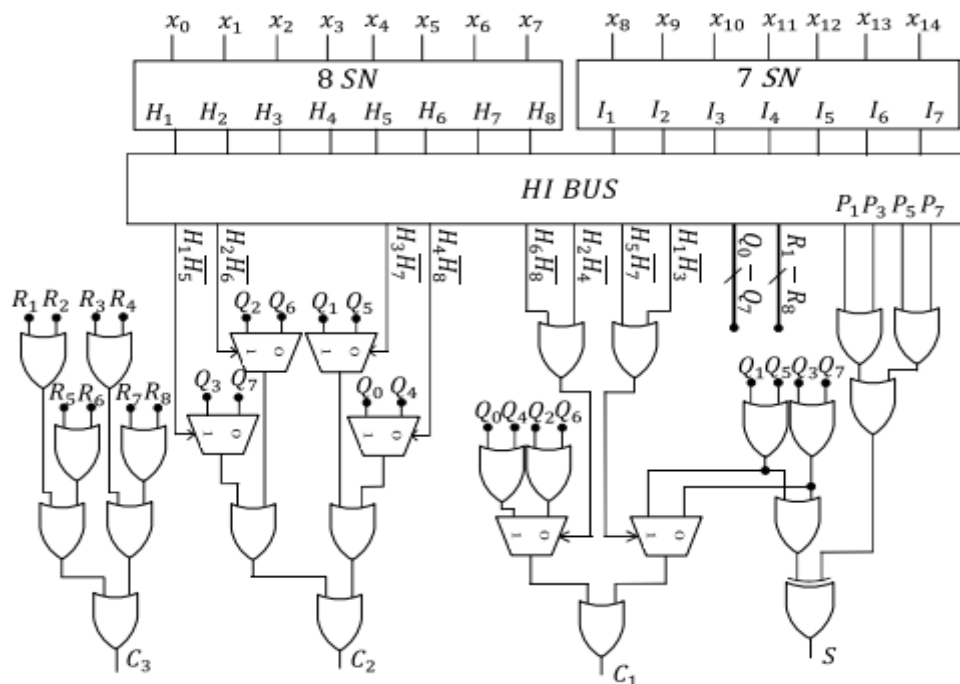 x₀ x₁ x₂ x₃ x₄ x₅ x₆ x₇ x₈ x₉ x₁₀ x₁₁ x₁₂ x₁₃ x₁₄
8 SN 7 SN
H₁ H₂ H₃ H₄ H₅ H₆ H₇ H₈ I₁ I₂ I₃ I₄ I₅ I₆ I₇
HI BUS
P₁ P₃ P₅ P₇
H₁H̅₅ H₂H̅₆ H₃H̅₇ H₄H̅₈ H₆H̅₈ H₂H̅₄ H₅H̅₇ H₁H̅₃ Q₀−Q₇ R₁−R₈
R₁ R₂ R₃ R₄ Q₂ Q₆ Q₁ Q₅
1 0 1 0
Q₃ Q₇ Q₀ Q₄ Q₁ Q₅ Q₃ Q₇
R₅ R₆ R₇ R₈ Q₀ Q₄ Q₂ Q₆
1 0 1 0
1 0 1 0
C₃ C₂ C₁ S